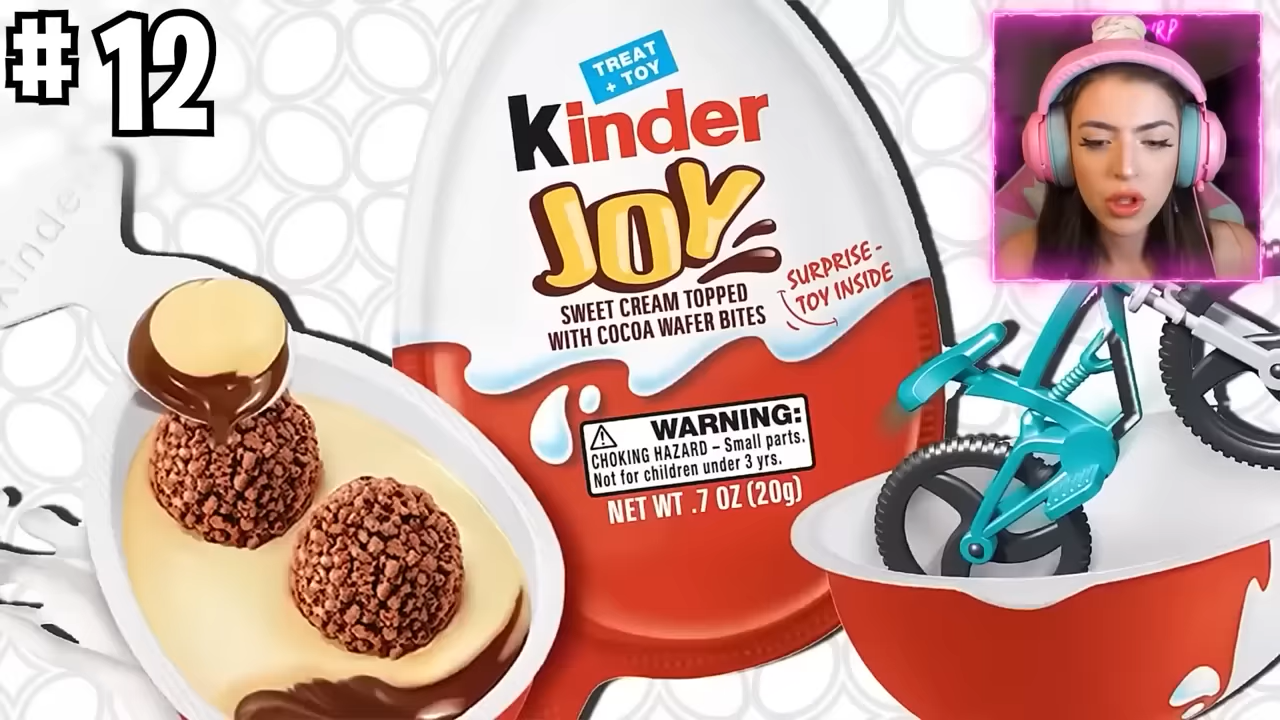 #12
TREAT
+ TOY
kinder
JOY
SWEET CREAM TOPPED
WITH COCOA WAFER BITES
SURPRISE -
TOY INSIDE
WARNING:
CHOKING HAZARD – Small parts.
Not for children under 3 yrs.
NET WT .7 OZ (20g)